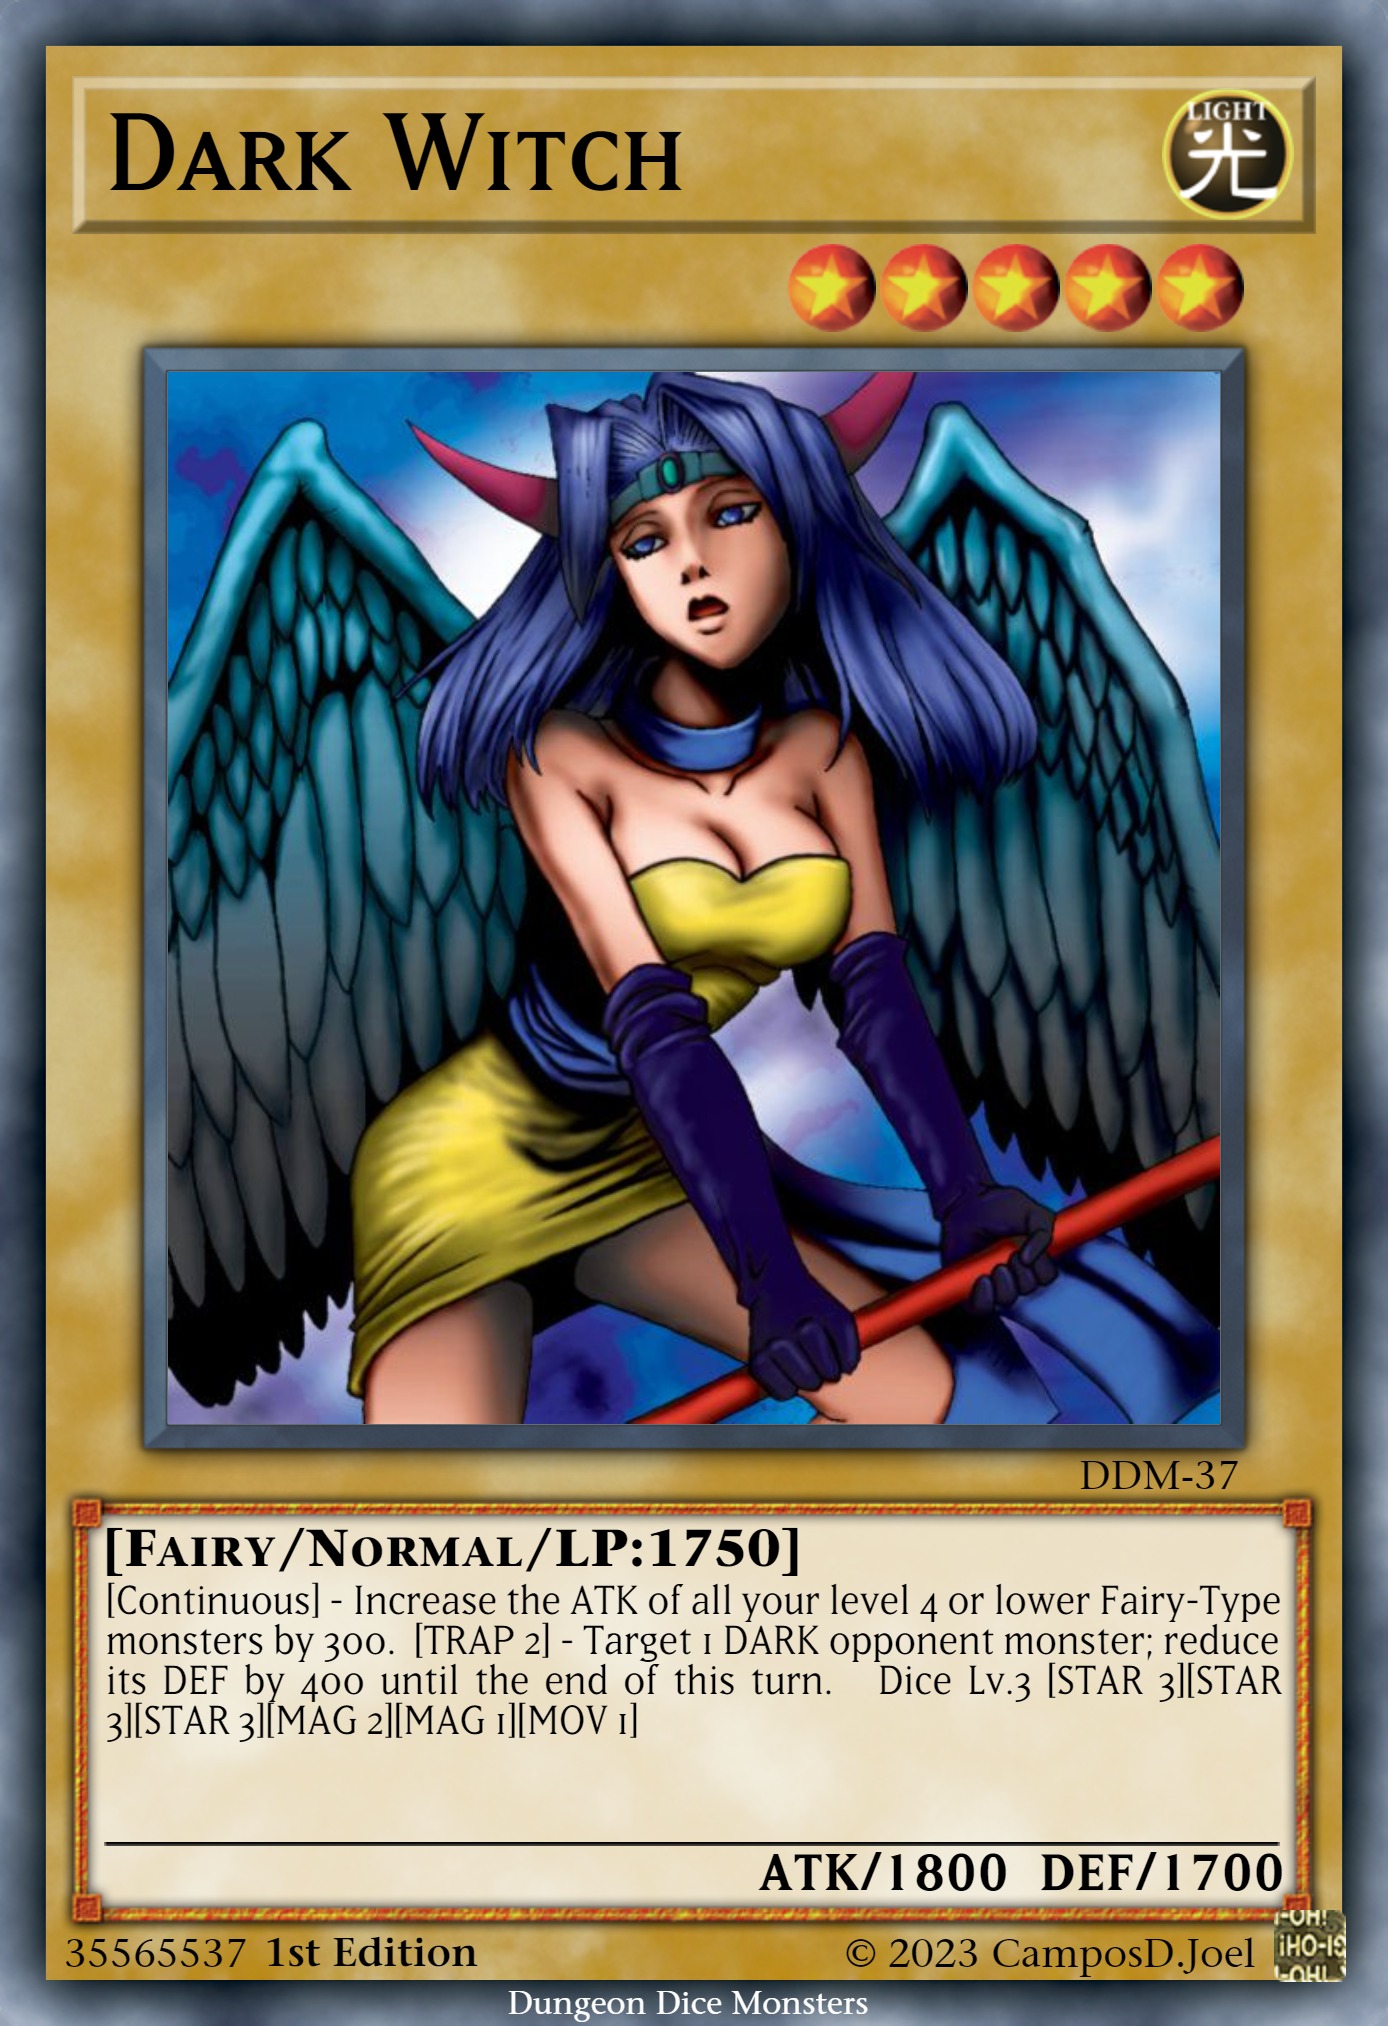 Dark Witch
LIGHT
光
DDM-37
[Fairy/Normal/LP:1750]
[Continuous] - Increase the ATK of all your level 4 or lower Fairy-Type
monsters by 300. [TRAP 2] - Target 1 DARK opponent monster; reduce
its DEF by 400 until the end of this turn. Dice Lv.3 [STAR 3][STAR
3][STAR 3][MAG 2][MAG 1][MOV 1]
ATK/1800 DEF/1700
35565537 1st Edition
© 2023 CamposD.Joel
Dungeon Dice Monsters